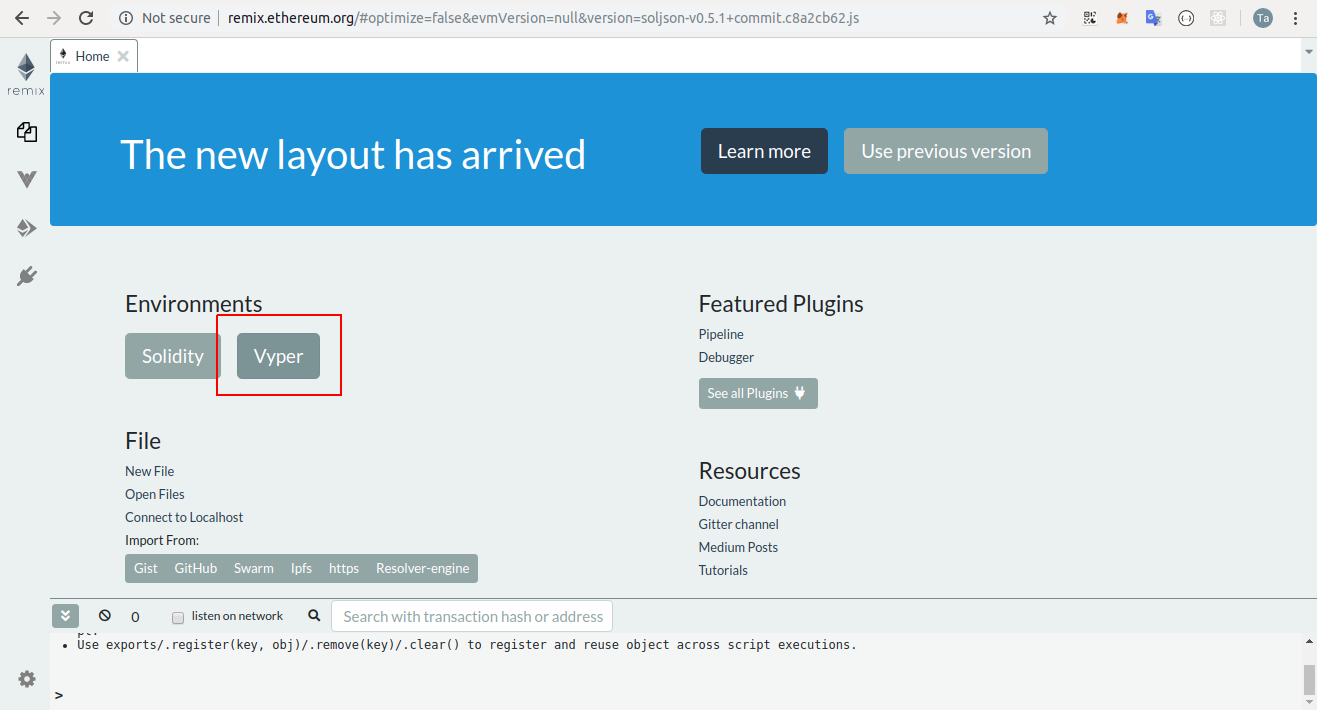 Not secure | remix.ethereum.org/#optimize=false&evmVersion=null&version=soljson-v0.5.1+commit.c8a2cb62.js
Ta
remix
Home
The new layout has arrived
Learn more
Use previous version
Environments
Solidity
Vyper
File
New File
Open Files
Connect to Localhost
Import From:
Gist GitHub Swarm Ipfs https Resolver-engine
Featured Plugins
Pipeline
Debugger
See all Plugins
Resources
Documentation
Gitter channel
Medium Posts
Tutorials
0 listen on network Search with transaction hash or address
• Use exports/.register(key, obj)/.remove(key)/.clear() to register and reuse object across script executions.
>